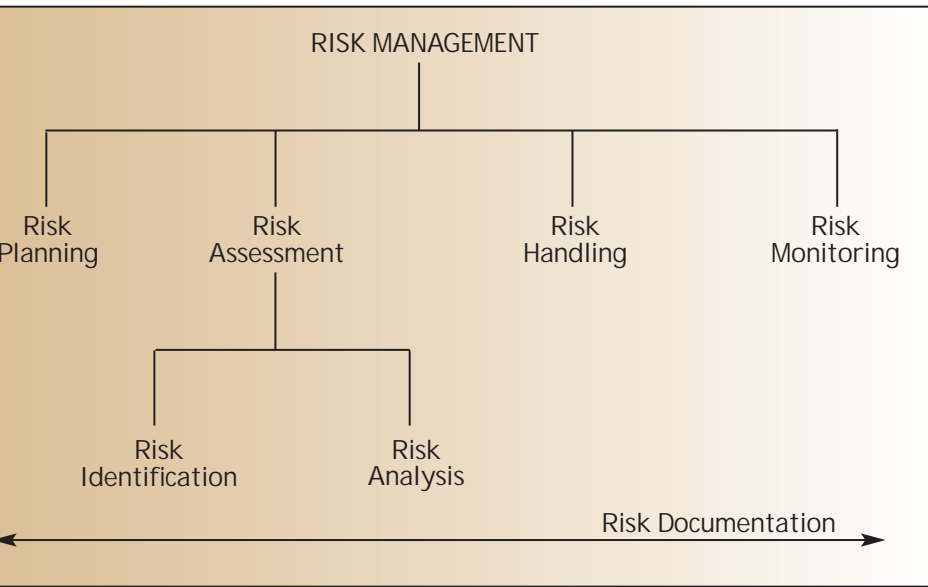 RISK MANAGEMENT
Risk
Planning
Risk
Assessment
Risk
Handling
Risk
Monitoring
Risk
Identification
Risk
Analysis
Risk Documentation